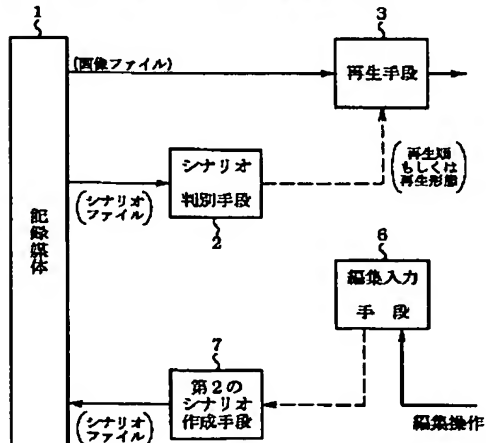 1
3
(画像ファイル)
再生手段
シナリオ
判別手段
2
(シナリオ
ファイル)
(再生順
もしくは
再生形態)
記録媒体
6
編集入力
手段
7
第2の
シナリオ
作成手段
(シナリオ
ファイル)
編集操作